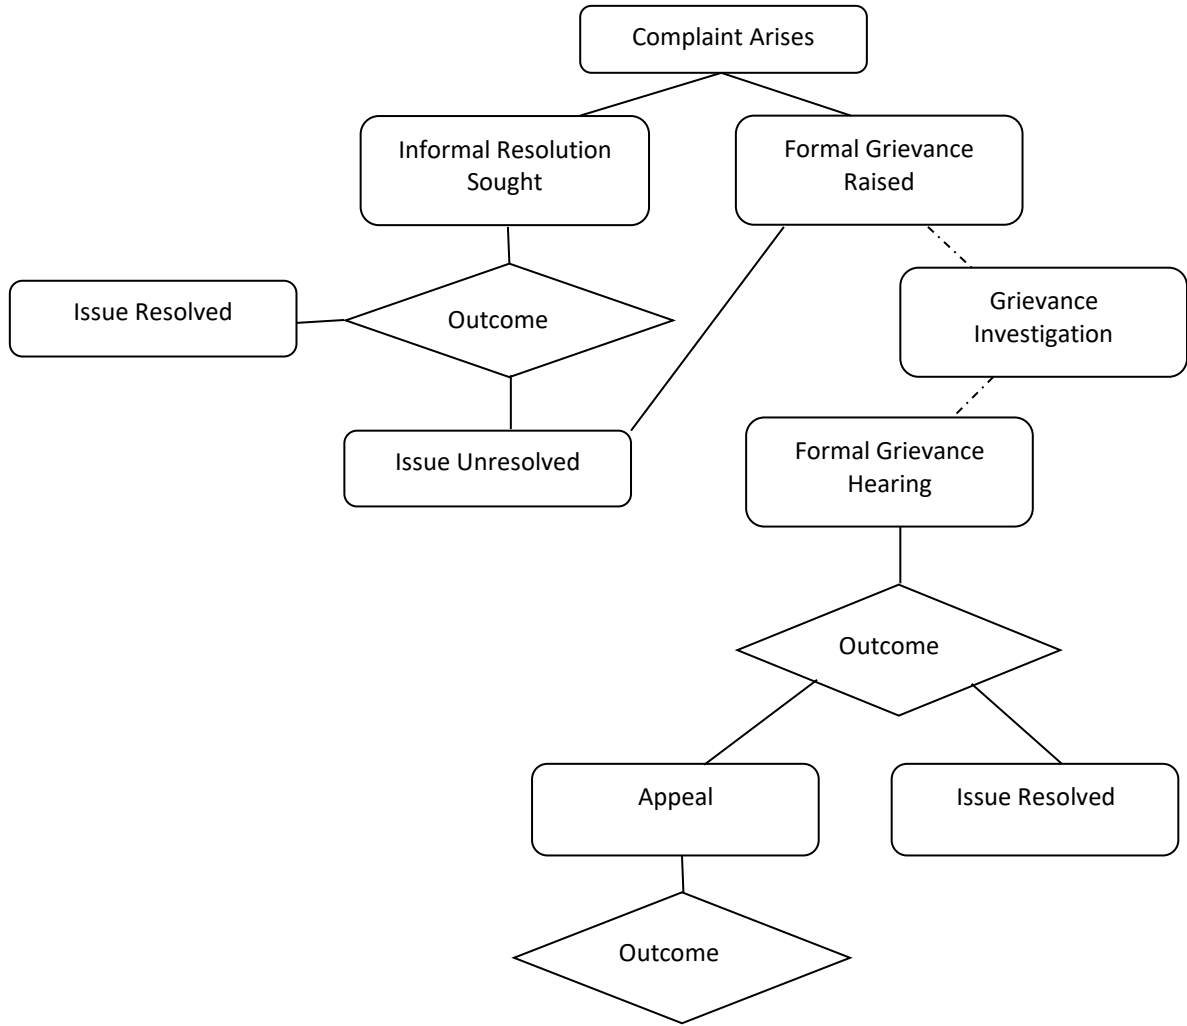 Complaint Arises
Informal Resolution
Sought
Formal Grievance
Raised
Issue Resolved
Outcome
Grievance
Investigation
Issue Unresolved
Formal Grievance
Hearing
Outcome
Appeal
Issue Resolved
Outcome